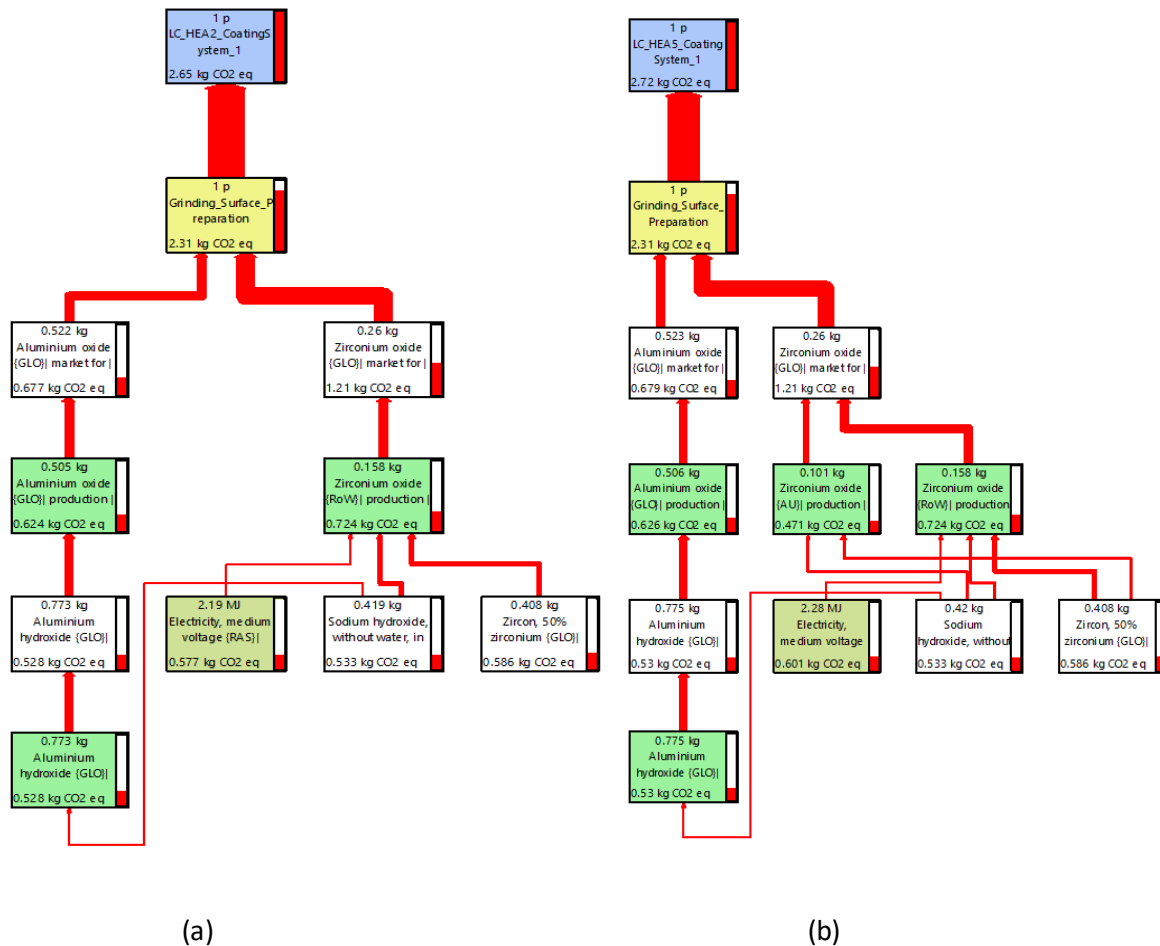 1 p
LC_HEA2_CoatingS
ystem_1
2.65 kg CO2 eq
1 p
Grinding_Surface_P
reparation
2.31 kg CO2 eq
0.522 kg
Aluminium oxide
{GLO}| market for |
0.677 kg CO2 eq
0.26 kg
Zirconium oxide
{GLO}| market for |
1.21 kg CO2 eq
0.505 kg
Aluminium oxide
{GLO}| production |
0.624 kg CO2 eq
0.158 kg
Zirconium oxide
{RoW}| production |
0.724 kg CO2 eq
0.773 kg
Aluminium
hydroxide {GLO}|
0.528 kg CO2 eq
2.19 MJ
Electricity, medium
voltage {RAS}|
0.577 kg CO2 eq
0.419 kg
Sodium hydroxide,
without water, in
0.533 kg CO2 eq
0.408 kg
Zircon, 50%
zirconium {GLO}|
0.586 kg CO2 eq
0.773 kg
Aluminium
hydroxide {GLO}|
0.528 kg CO2 eq
(a)
1 p
LC_HEA5_Coating
System_1
2.72 kg CO2 eq
1 p
Grinding_Surface_
Preparation
2.31 kg CO2 eq
0.523 kg
Aluminium oxide
{GLO}| market for |
0.679 kg CO2 eq
0.26 kg
Zirconium oxide
{GLO}| market for |
1.21 kg CO2 eq
0.506 kg
Aluminium oxide
{GLO}| production |
0.626 kg CO2 eq
0.101 kg
Zirconium oxide
{AU}| production |
0.471 kg CO2 eq
0.158 kg
Zirconium oxide
{RoW}| production
0.724 kg CO2 eq
0.775 kg
Aluminium
hydroxide {GLO}|
0.53 kg CO2 eq
2.28 MJ
Electricity,
medium voltage
0.601 kg CO2 eq
0.42 kg
Sodium
hydroxide, without
0.533 kg CO2 eq
0.408 kg
Zircon, 50%
zirconium {GLO}|
0.586 kg CO2 eq
0.775 kg
Aluminium
hydroxide {GLO}|
0.53 kg CO2 eq
(b)